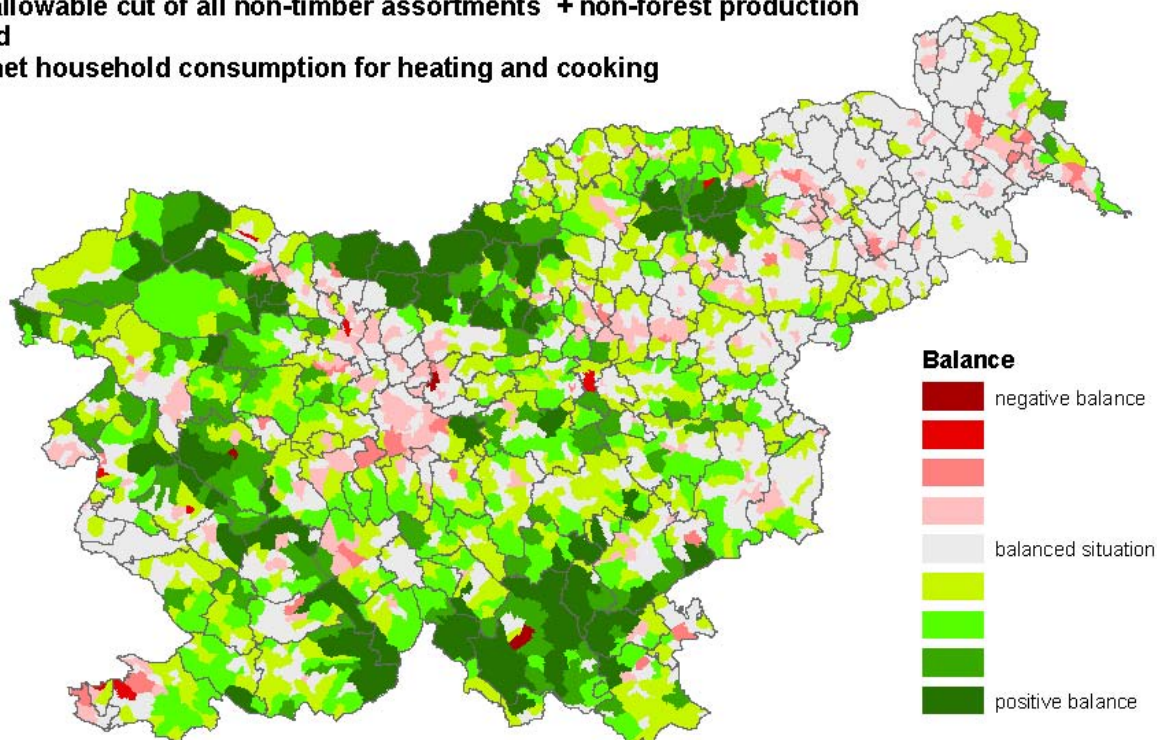 allowable cut of all non-timber assortments + non-forest production
d
net household consumption for heating and cooking
Balance
negative balance
balanced situation
positive balance